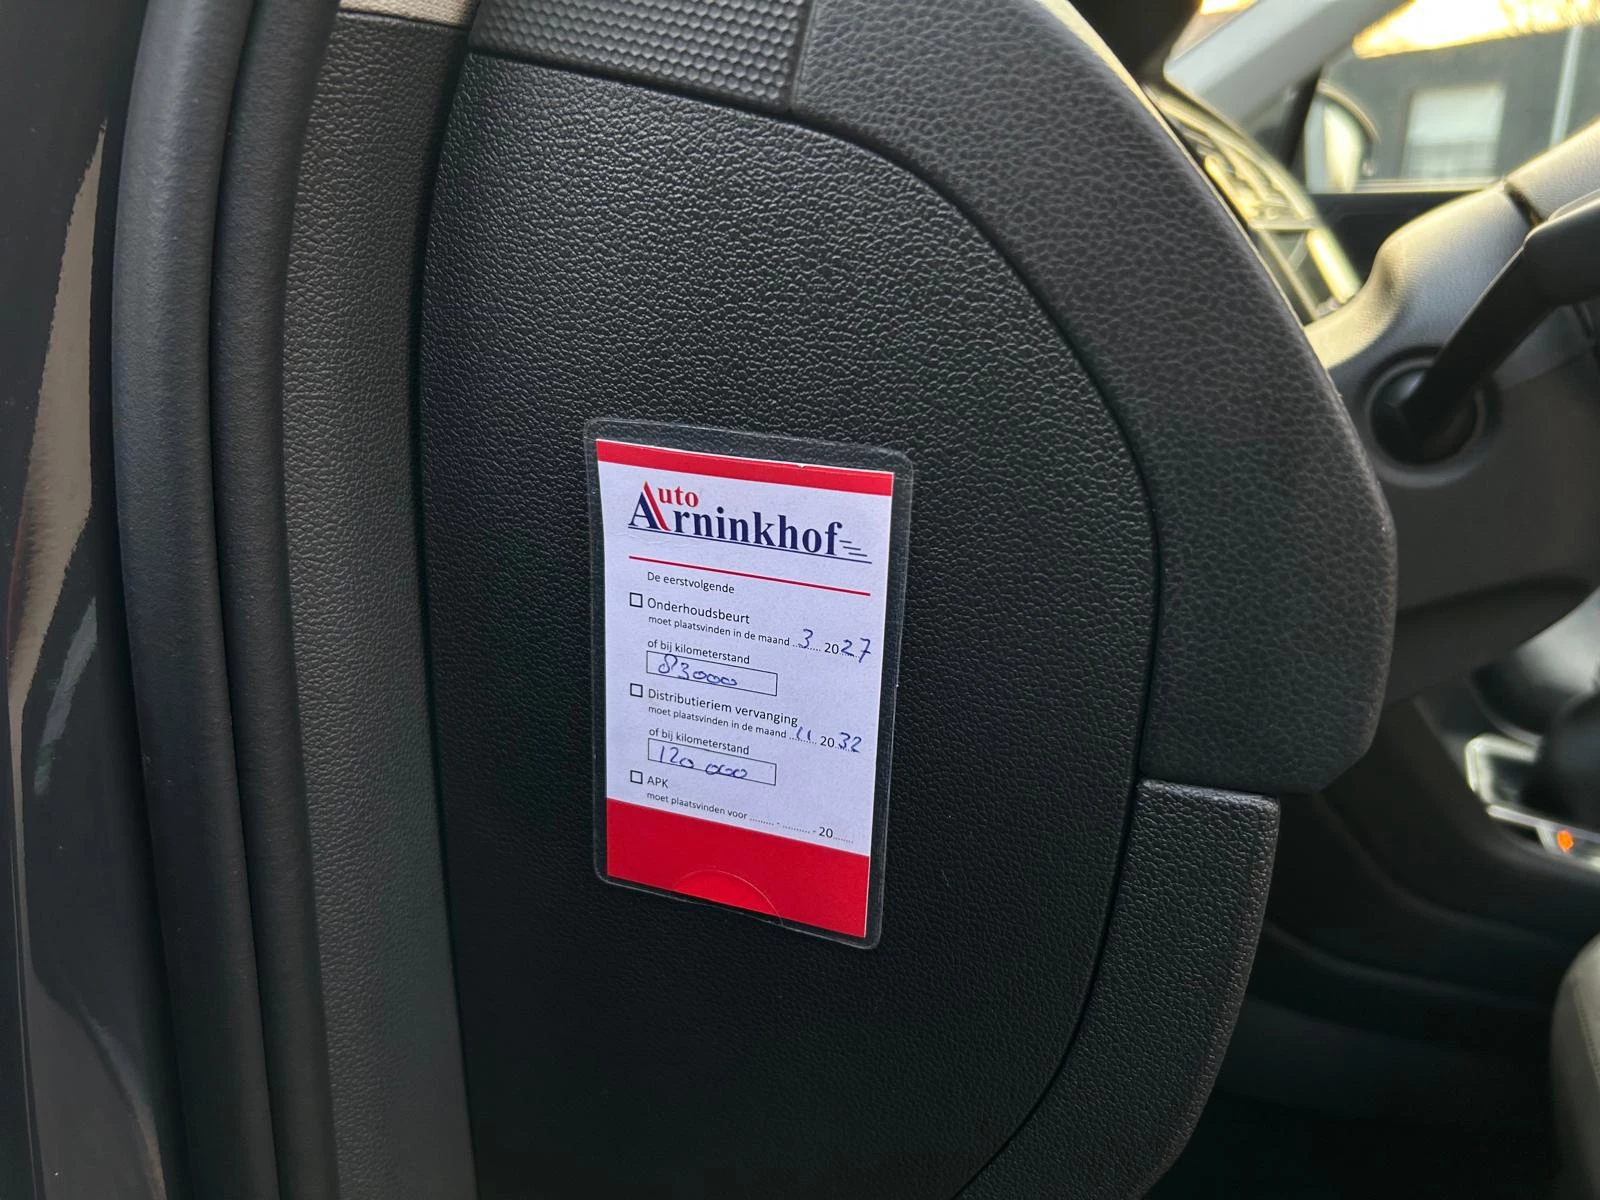 Auto
Arninkhof
De eerstvolgende
Onderhoudsbeurt
moet plaatsvinden in de maand ..3.... 2027
of bij kilometerstand
83000
Distributieriem vervanging
moet plaatsvinden in de maand ..11.... 2032
of bij kilometerstand
120 000
APK
moet plaatsvinden voor ......... - .......... - 20......